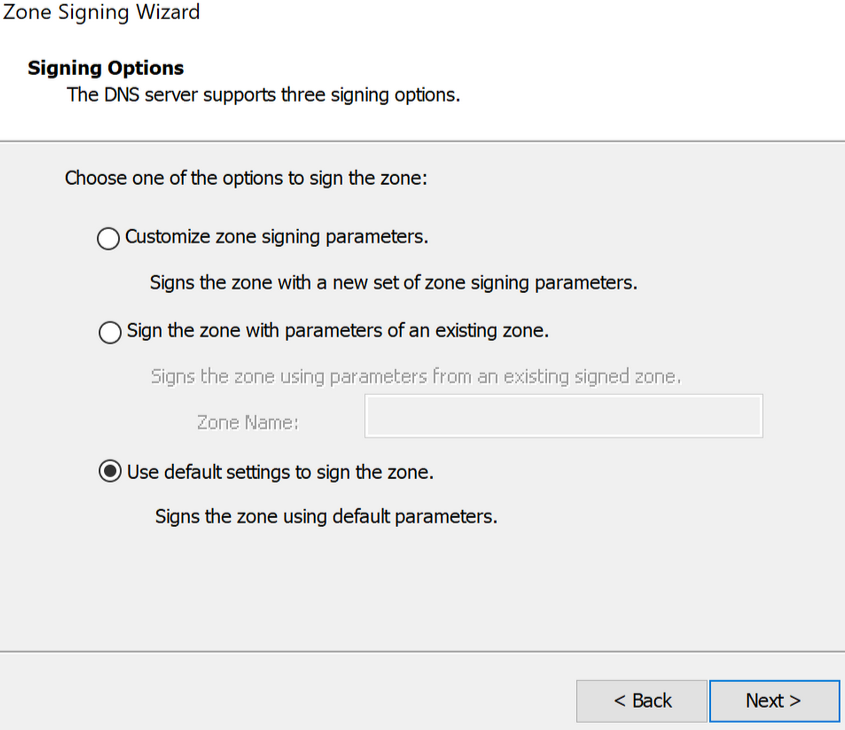 Zone Signing Wizard
Signing Options
The DNS server supports three signing options.
Choose one of the options to sign the zone:
Customize zone signing parameters.
Signs the zone with a new set of zone signing parameters.
Sign the zone with parameters of an existing zone.
Signs the zone using parameters from an existing signed zone.
Zone Name:
Use default settings to sign the zone.
Signs the zone using default parameters.
< Back Next >